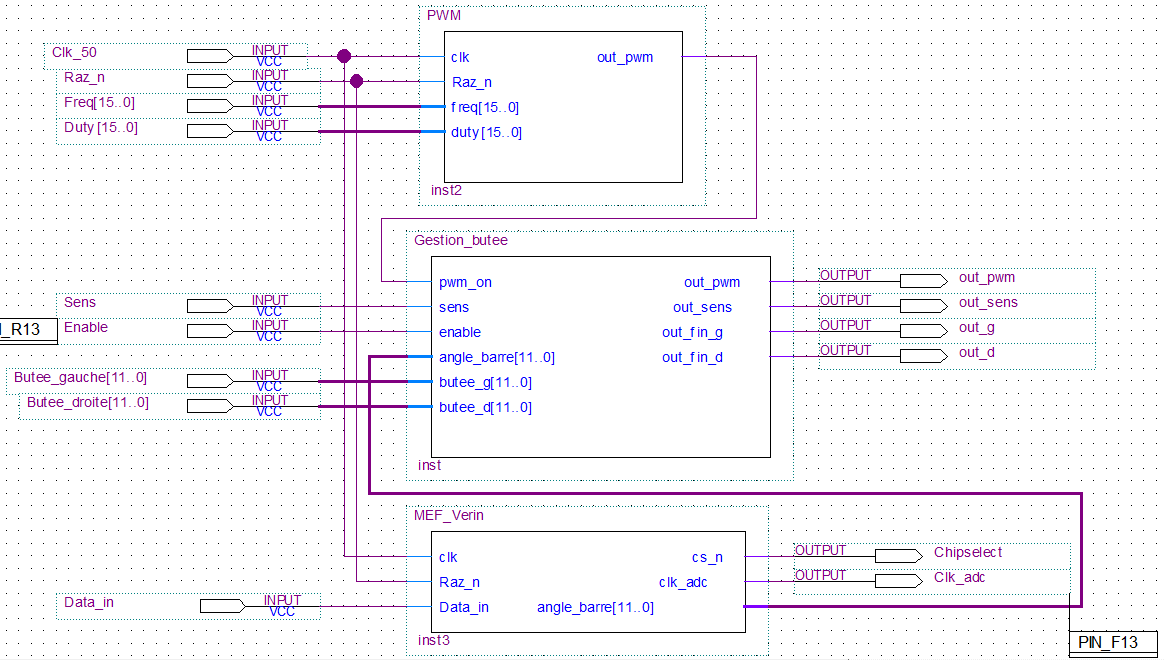 PWM
Clk_50 INPUT VCC clk out_pwm
Raz_n INPUT VCC Raz_n
Freq[15..0] INPUT VCC freq[15..0]
Duty[15..0] INPUT VCC duty[15..0]
inst2
Gestion_butee
pwm_on out_pwm OUTPUT out_pwm
Sens INPUT VCC sens out_sens OUTPUT out_sens
_R13 Enable INPUT VCC enable out_fin_g OUTPUT out_g
angle_barre[11..0] out_fin_d OUTPUT out_d
Butee_gauche[11..0] INPUT VCC butee_g[11..0]
Butee_droite[11..0] INPUT VCC butee_d[11..0]
inst
MEF_Verin
clk cs_n OUTPUT Chipselect
Raz_n clk_adc OUTPUT Clk_adc
Data_in INPUT VCC Data_in angle_barre[11..0]
inst3
PIN_F13